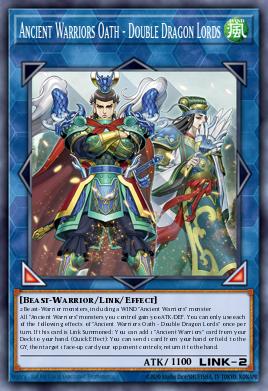 Ancient Warriors Oath - Double Dragon Lords
WIND
[Beast-Warrior/Link/Effect]
2 Beast-Warrior monsters, including a WIND "Ancient Warriors" monster
All "Ancient Warriors" monsters you control gain 300 ATK/DEF. You can only use each
of the following effects of "Ancient Warriors Oath - Double Dragon Lords" once per
turn. If this card is Link Summoned: You can add 1 "Ancient Warriors" card from your
Deck to your hand. (Quick Effect): You can send 1 card from your hand or field to the
GY, then target 1 face-up card your opponent controls; return it to the hand.
ATK/ 1100 LINK-2